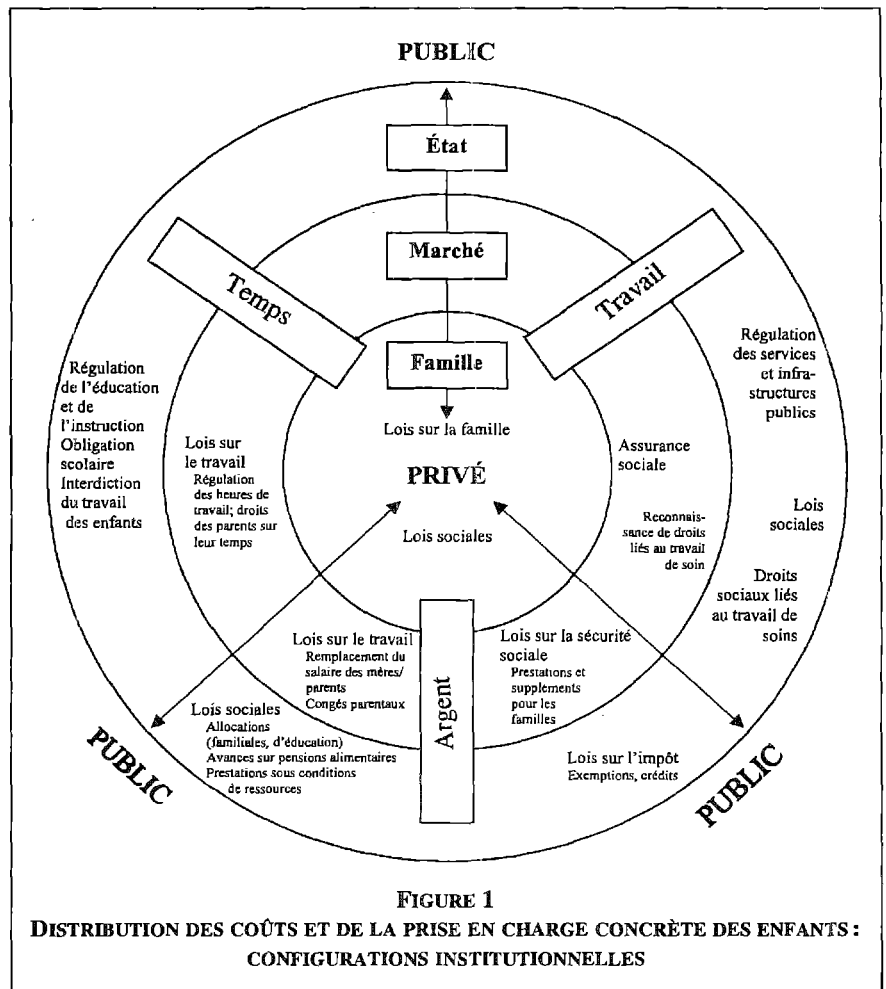 PUBLIC
État
Marché
Famille
Temps
Travail
Lois sur la famille
PRIVÉ
Lois sociales
Régulation
de l'éducation
et de
l'instruction
Obligation
scolaire
Interdiction
du travail
des enfants
Lois sur
le travail
Régulation
des heures de
travail; droits
des parents sur
leur temps
Assurance
sociale
Reconnais-
sance de droits
liés au travail
de soin
Régulation
des services
et infra-
structures
publics
Lois
sociales
Droits
sociaux liés
au travail de
soins
Lois sur le travail
Remplacement du
salaire des mères/
parents
Congés parentaux
Argent
Lois sur la sécurité
sociale
Prestations et
suppléments
pour les
familles
Lois sociales
Allocations
(familiales, d'éducation)
Avances sur pensions alimentaires
Prestations sous conditions
de ressources
Lois sur l'impôt
Exemptions, crédits
PUBLIC
PUBLIC
FIGURE 1
DISTRIBUTION DES COÛTS ET DE LA PRISE EN CHARGE CONCRÈTE DES ENFANTS :
CONFIGURATIONS INSTITUTIONNELLES